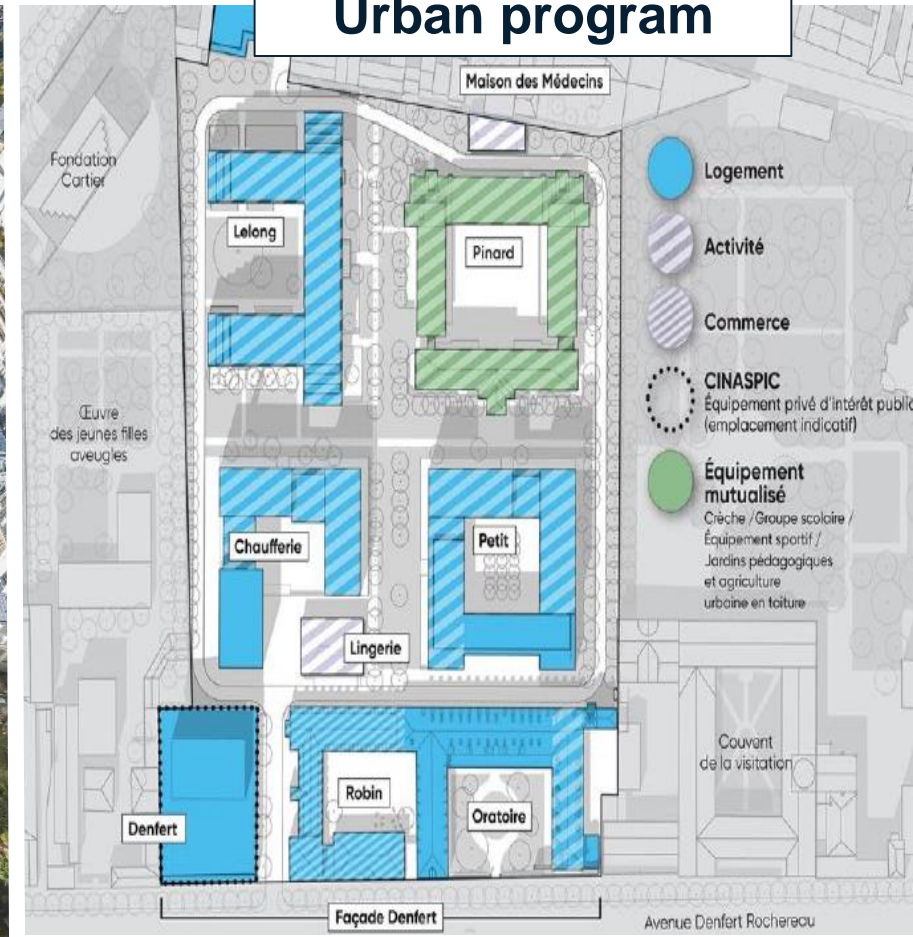 Urban program
Maison des Médecins
Fondation
Cartier
Lelong
Pinard
Logement
Activité
Commerce
CINASPIC
Équipement privé d'intérêt public
(emplacement indicatif)
Équipement
mutualisé
Crèche / Groupe scolaire /
Équipement sportif /
Jardins pédagogiques
et agriculture
urbaine en toiture
Œuvre
des jeunes filles
aveugles
Chaufferie
Petit
Lingerie
Couvent
de la visitation
Robin
Oratoire
Denfert
Façade Denfert
Avenue Denfert Rochereau